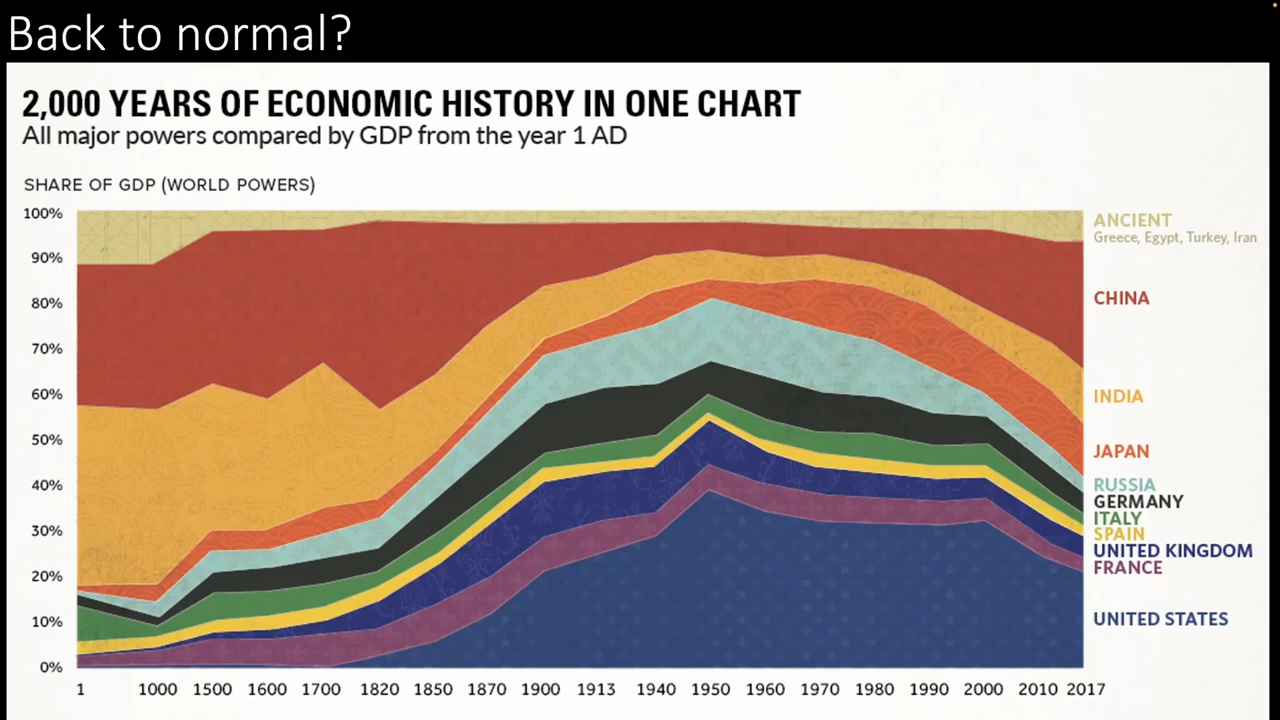 Back to normal?
2,000 YEARS OF ECONOMIC HISTORY IN ONE CHART
All major powers compared by GDP from the year 1 AD
SHARE OF GDP (WORLD POWERS)
100%
90%
80%
70%
60%
50%
40%
30%
20%
10%
0%
ANCIENT
Greece, Egypt, Turkey, Iran
CHINA
INDIA
JAPAN
RUSSIA
GERMANY
ITALY
SPAIN
UNITED KINGDOM
FRANCE
UNITED STATES
1 1000 1500 1600 1700 1820 1850 1870 1900 1913 1940 1950 1960 1970 1980 1990 2000 2010 2017